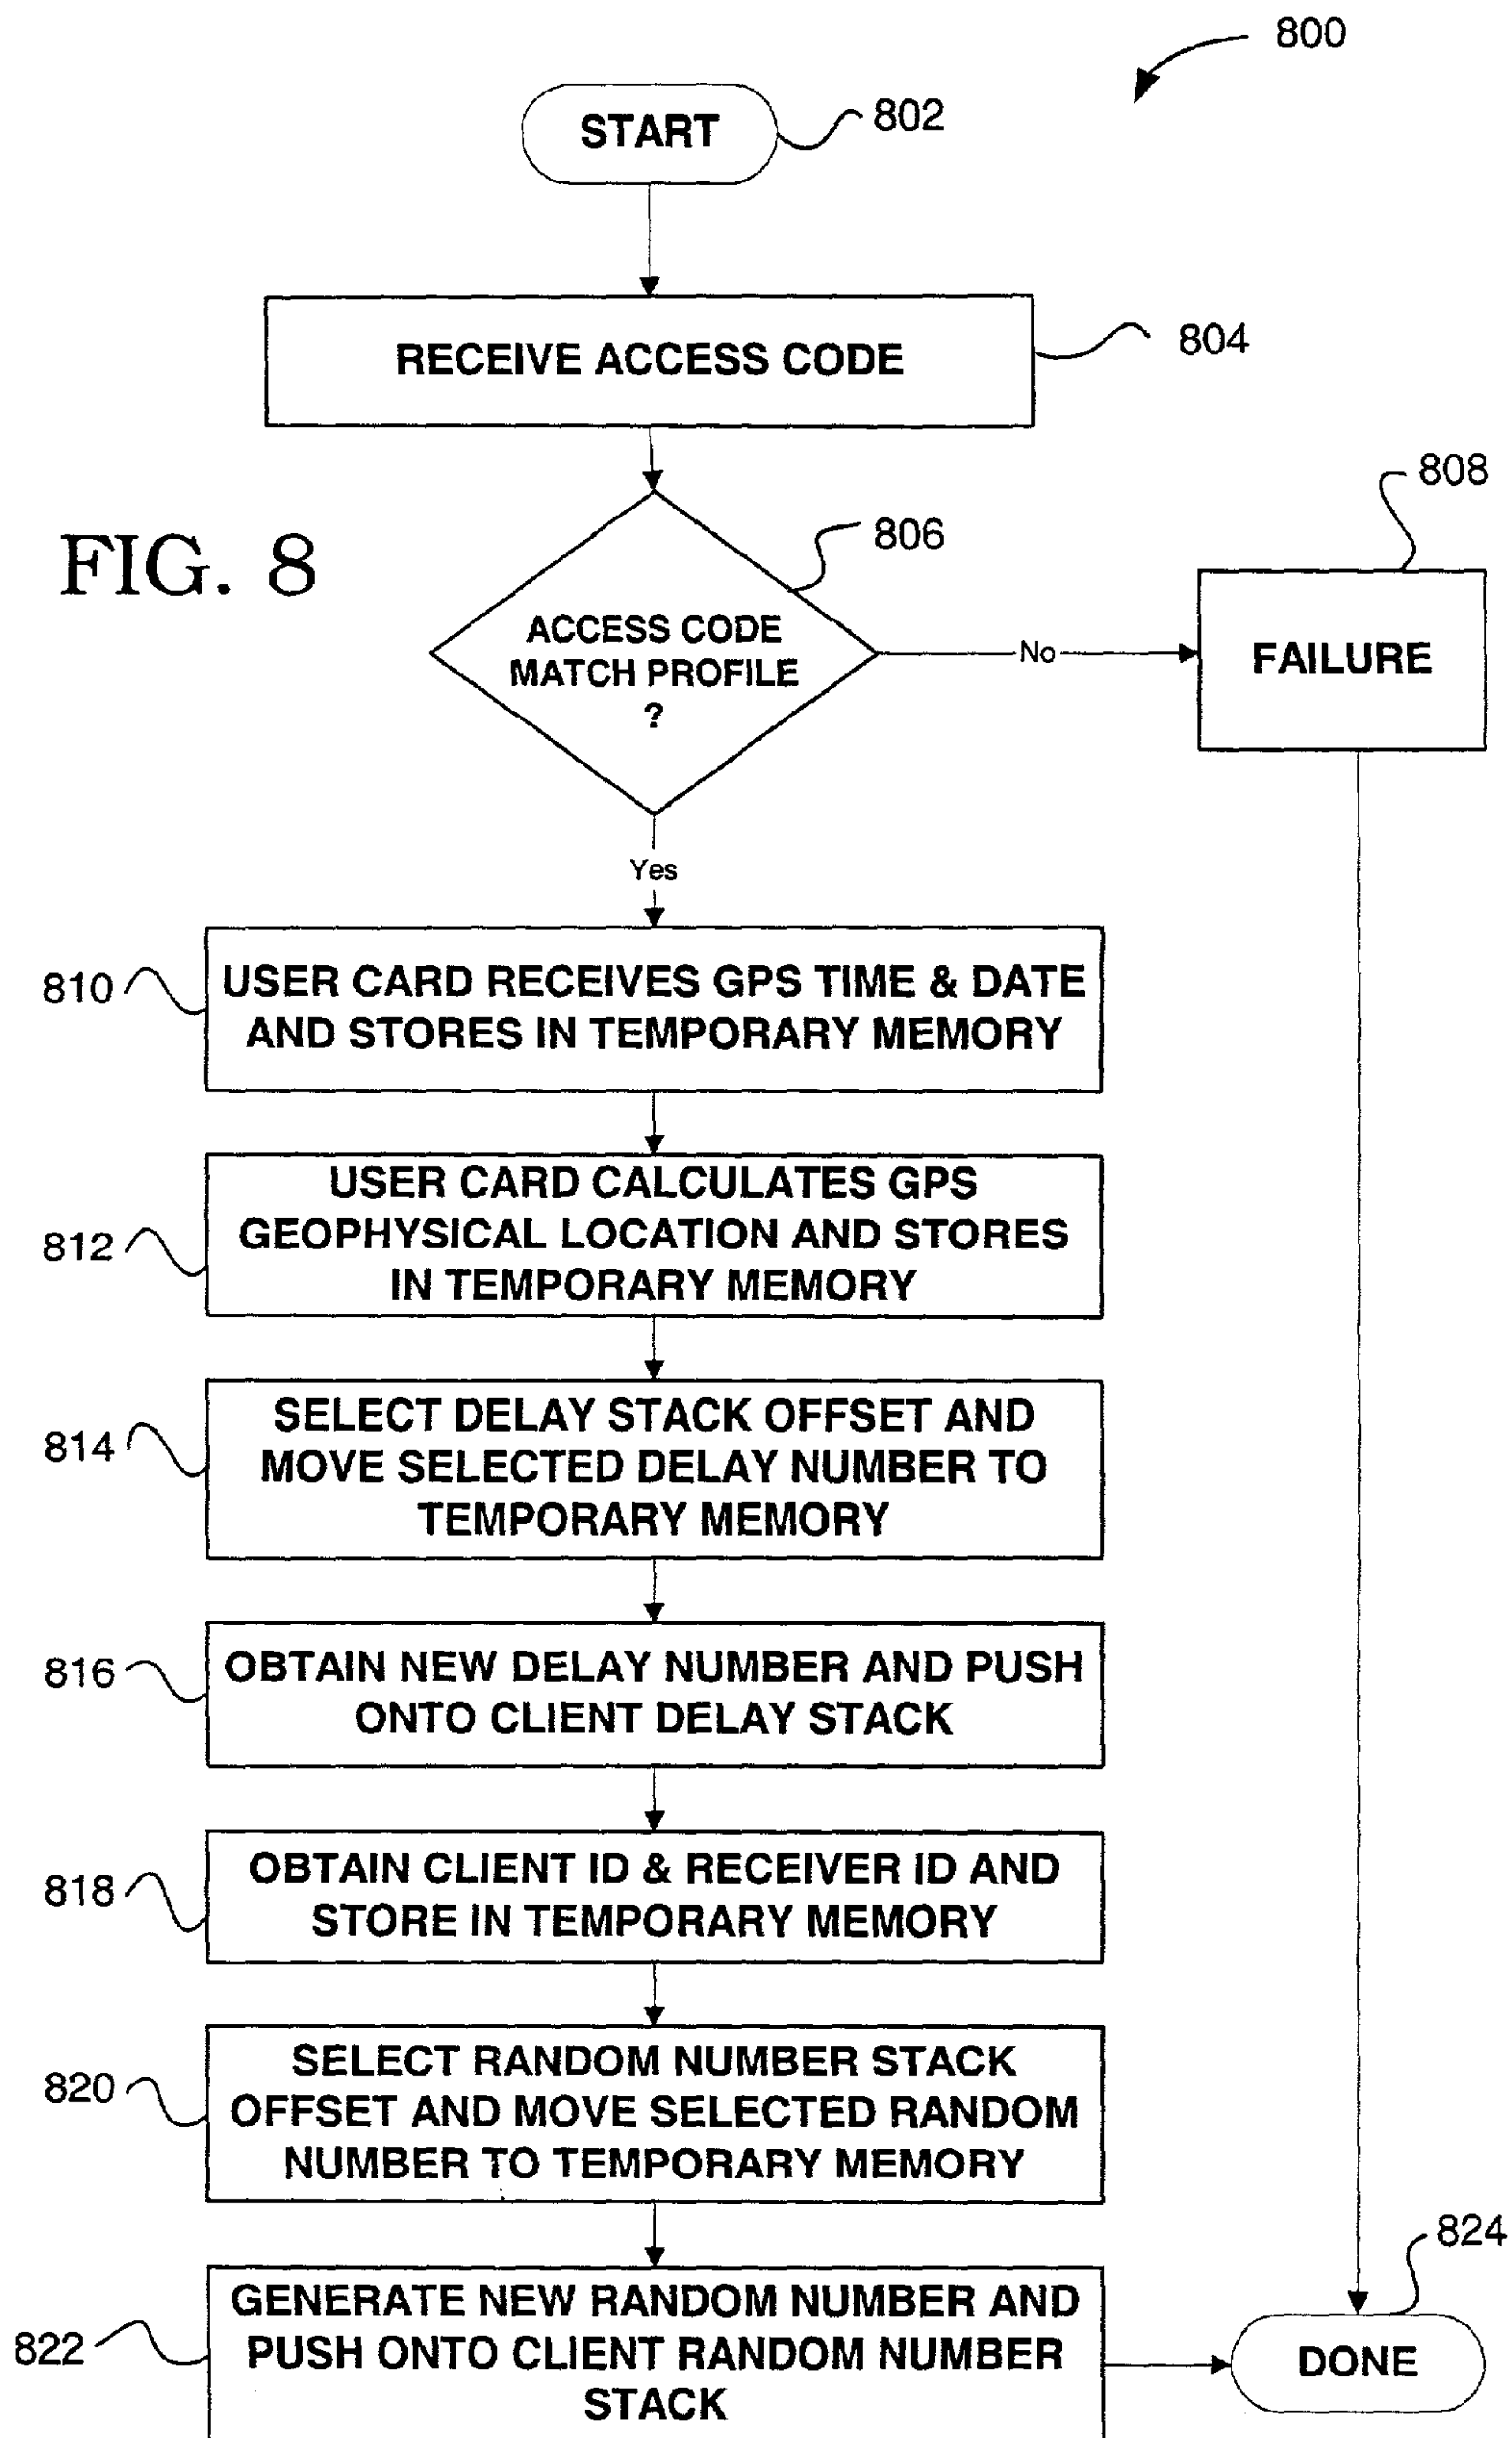 800
START
802
RECEIVE ACCESS CODE
804
808
FIG. 8
806
ACCESS CODE
MATCH PROFILE
?
No
FAILURE
Yes
810
USER CARD RECEIVES GPS TIME & DATE
AND STORES IN TEMPORARY MEMORY
812
USER CARD CALCULATES GPS
GEOPHYSICAL LOCATION AND STORES
IN TEMPORARY MEMORY
814
SELECT DELAY STACK OFFSET AND
MOVE SELECTED DELAY NUMBER TO
TEMPORARY MEMORY
816
OBTAIN NEW DELAY NUMBER AND PUSH
ONTO CLIENT DELAY STACK
818
OBTAIN CLIENT ID & RECEIVER ID AND
STORE IN TEMPORARY MEMORY
820
SELECT RANDOM NUMBER STACK
OFFSET AND MOVE SELECTED RANDOM
NUMBER TO TEMPORARY MEMORY
824
822
GENERATE NEW RANDOM NUMBER AND
PUSH ONTO CLIENT RANDOM NUMBER
STACK
DONE